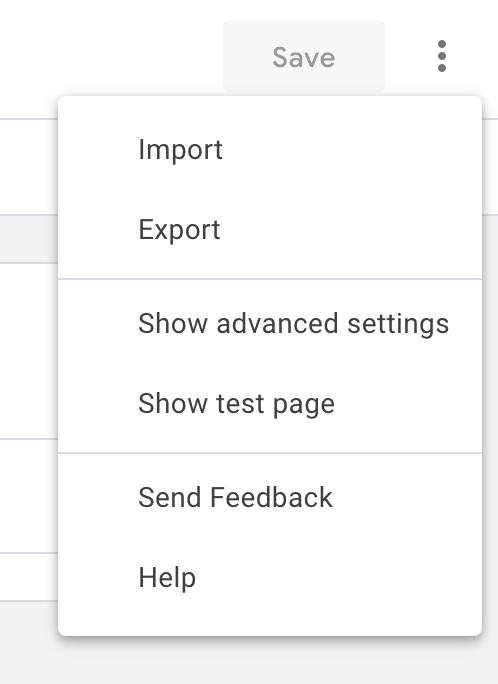 Save
Import
Export
Show advanced settings
Show test page
Send Feedback
Help